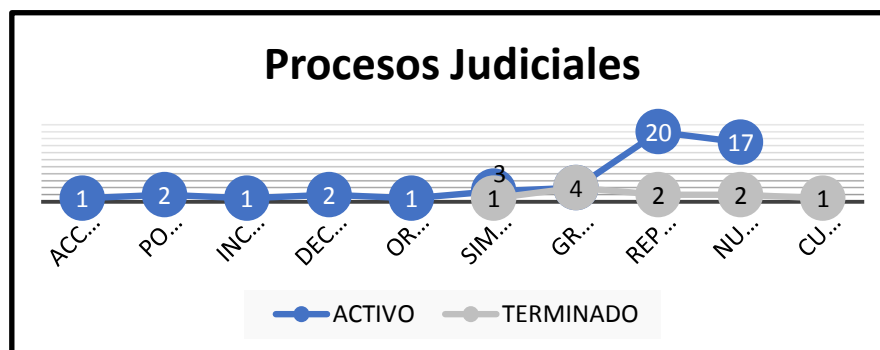 Procesos Judiciales
20
17
3
1 2 1 2 1 1 4 2 2 1
ACC... PO... INC... DEC... OR... SIM... GR... REP... NU... CU...
ACTIVO TERMINADO